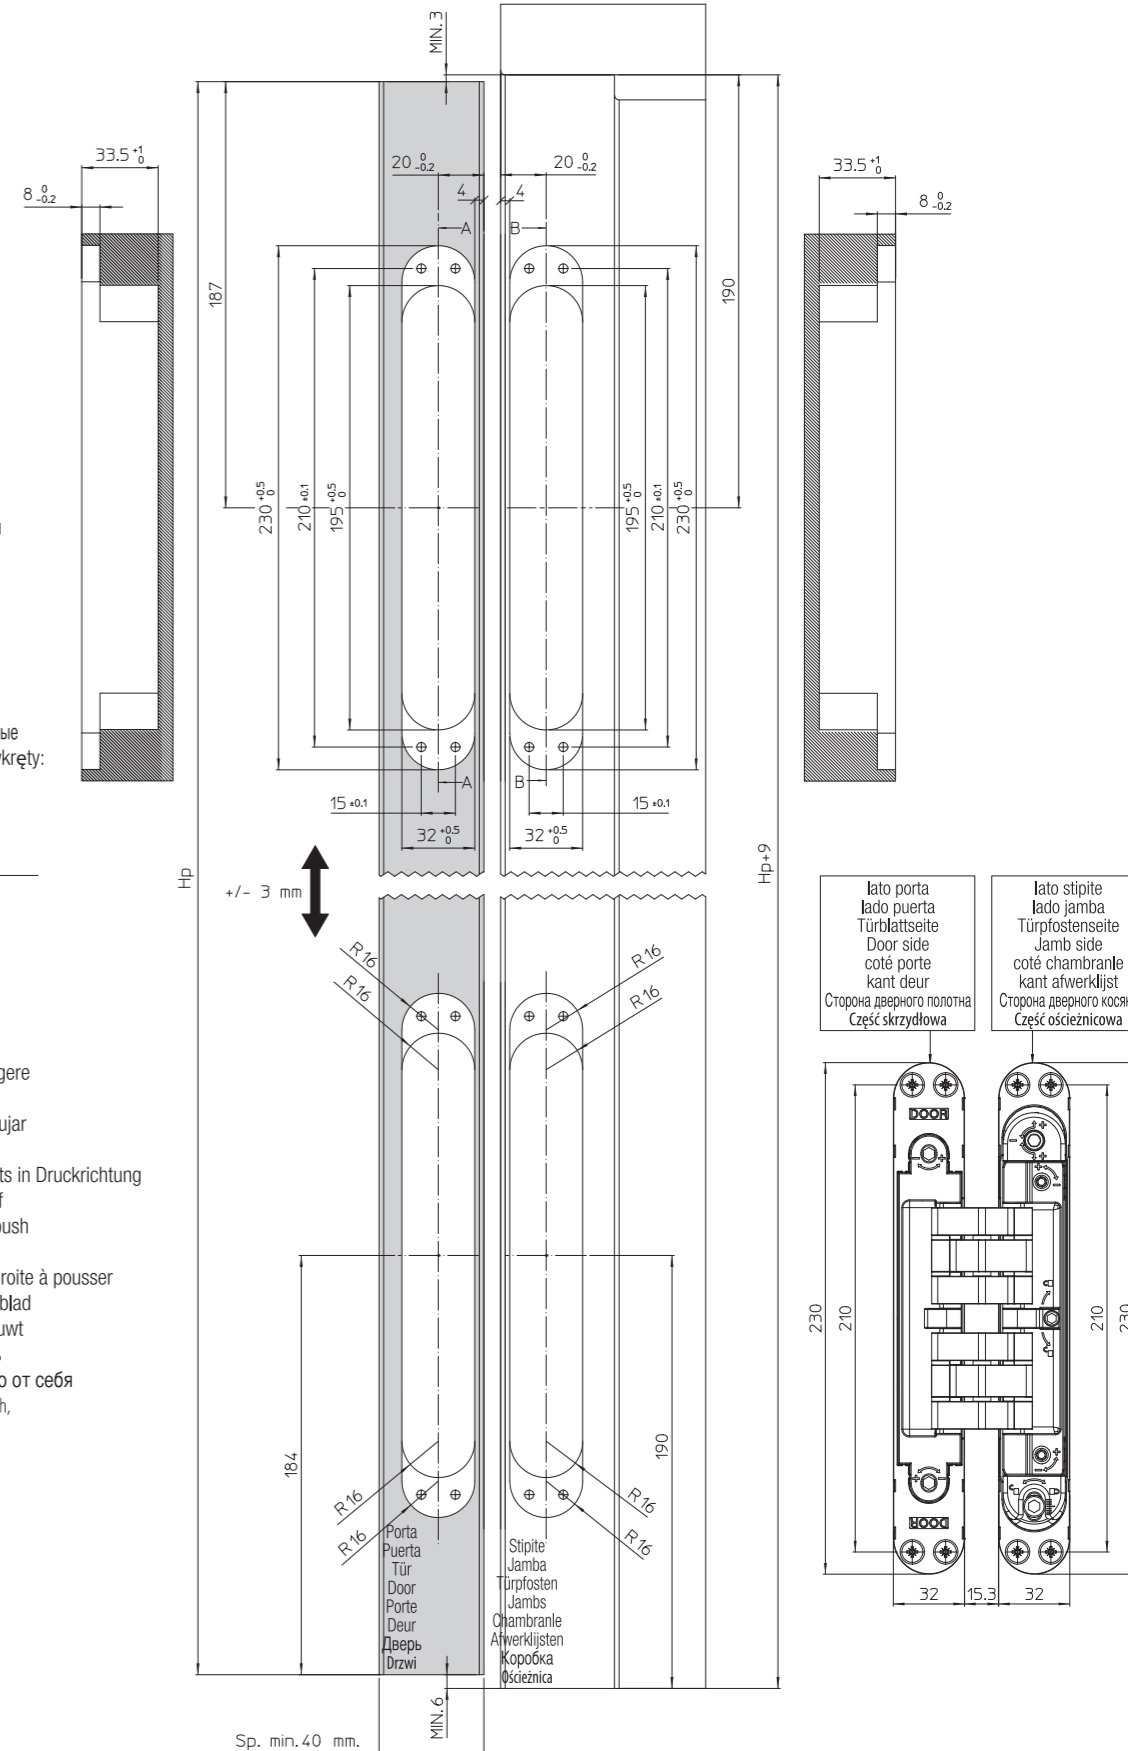 MIN. 3
33.5 +1 0
8 0 -0.2
20 0 -0.2
20 0 -0.2
4
4
A
B
33.5 +1 0
8 0 -0.2
187
190
230 +0.5 0
210 ±0.1
195 +0.5 0
195 +0.5 0
210 ±0.1
230 +0.5 0
ые
kręty:
A
B
15 ±0.1
15 ±0.1
32 +0.5 0
32 +0.5 0
Hp
+/- 3 mm
Hp+9
R16
R16
R16
R16
lato porta
lado puerta
Türblattseite
Door side
coté porte
kant deur
Сторона дверного полотна
Część skrzydłowa
lato stipite
lado jamba
Türpfostenseite
Jamb side
coté chambranle
kant afwerklijst
Сторона дверного кося
Część ościeżnicowa
gere
ujar
ts in Druckrichtung
f
oush
roite à pousser
blad
uwt
о от себя
h,
DOOR
230
210
210
230
DOOR
32
15.3
32
184
190
R16
R16
R16
R16
Porta
Puerta
Tür
Door
Porte
Deur
Дверь
Drzwi
Stipite
Jamba
Türpfosten
Jambs
Chambranle
Afwerklijsten
Коробка
Ościeżnica
MIN. 6
Sp. min. 40 mm.